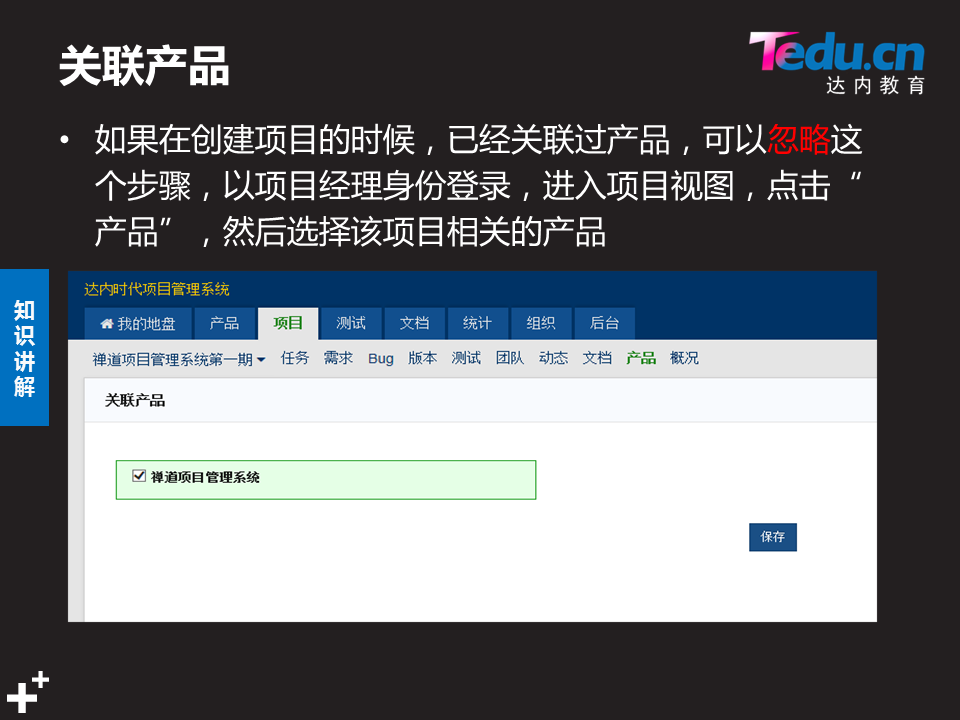 关联产品
Tedu.cn
达内教育
• 如果在创建项目的时候，已经关联过产品，可以忽略这
个步骤，以项目经理身份登录，进入项目视图，点击“
产品”，然后选择该项目相关的产品
知识讲解
达内时代项目管理系统
我的地盘 产品 项目 测试 文档 统计 组织 后台
禅道项目管理系统第一期 任务 需求 Bug 版本 测试 团队 动态 文档 产品 概况
关联产品
禅道项目管理系统
保存